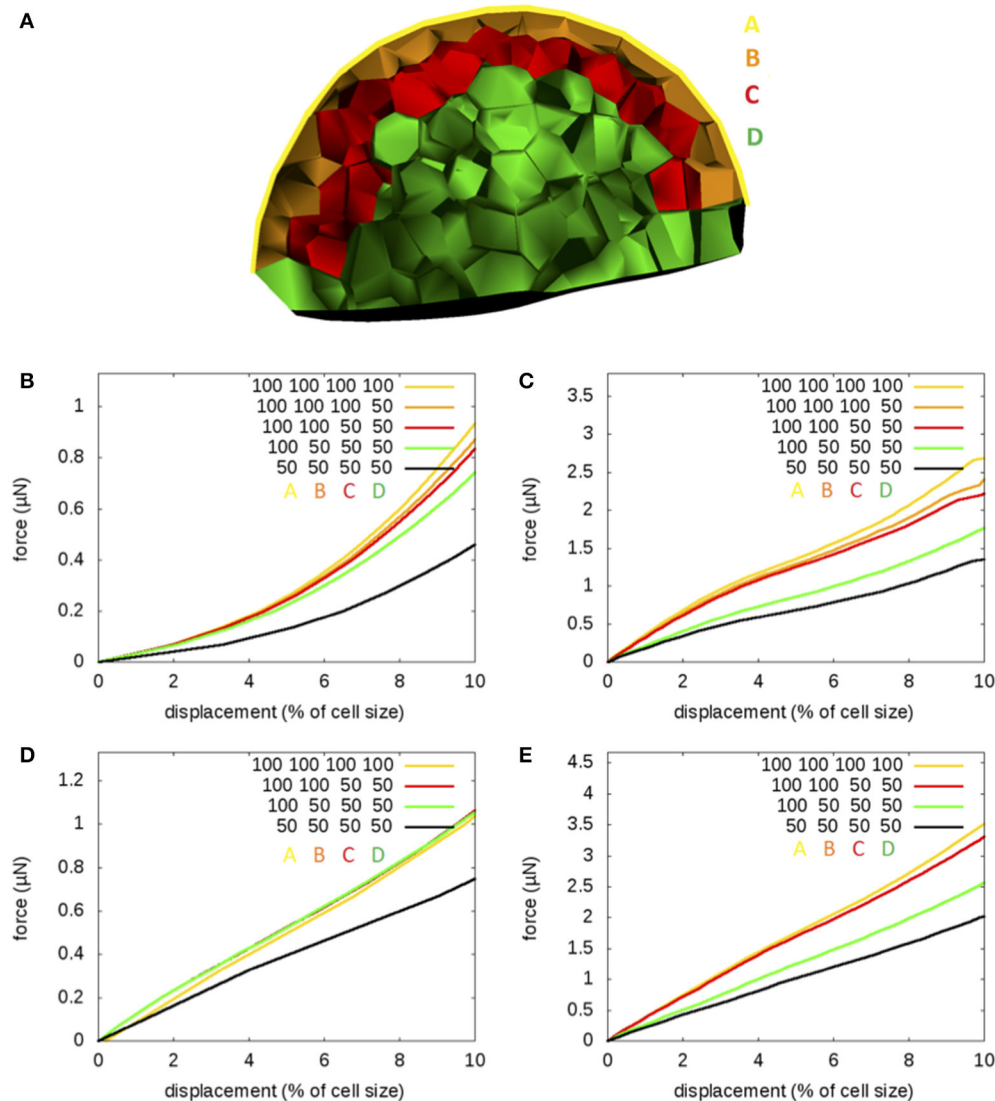 A
A
B
C
D
B
100 100 100 100
100 100 100 50
100 100 50 50
100 50 50 50
50 50 50 50
A B C D
1
0.8
0.6
0.4
0.2
0
0 2 4 6 8 10
force (µN)
displacement (% of cell size)
C
100 100 100 100
100 100 100 50
100 100 50 50
100 50 50 50
50 50 50 50
A B C D
3.5
3
2.5
2
1.5
1
0.5
0
0 2 4 6 8 10
force (µN)
displacement (% of cell size)
D
100 100 100 100
100 100 50 50
100 50 50 50
50 50 50 50
A B C D
1.2
1
0.8
0.6
0.4
0.2
0
0 2 4 6 8 10
force (µN)
displacement (% of cell size)
E
100 100 100 100
100 100 50 50
100 50 50 50
50 50 50 50
A B C D
4.5
4
3.5
3
2.5
2
1.5
1
0.5
0
0 2 4 6 8 10
force (µN)
displacement (% of cell size)